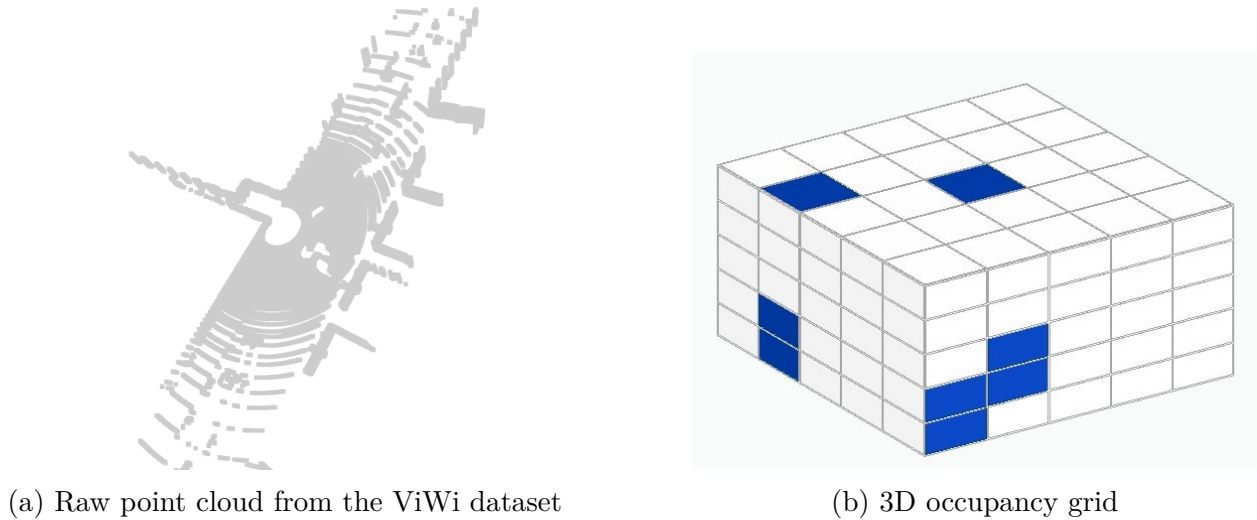 (a) Raw point cloud from the ViWi dataset
(b) 3D occupancy grid